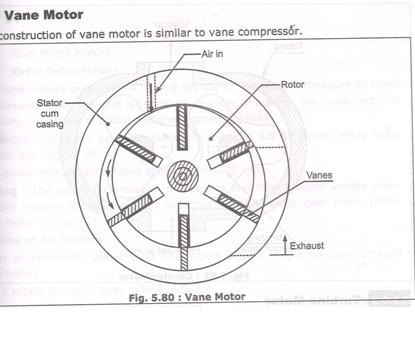 Vane Motor
construction of vane motor is similar to vane compressor.
Air in
Rotor
Stator
cum
casing
Vanes
Exhaust
Fig. 5.80 : Vane Motor